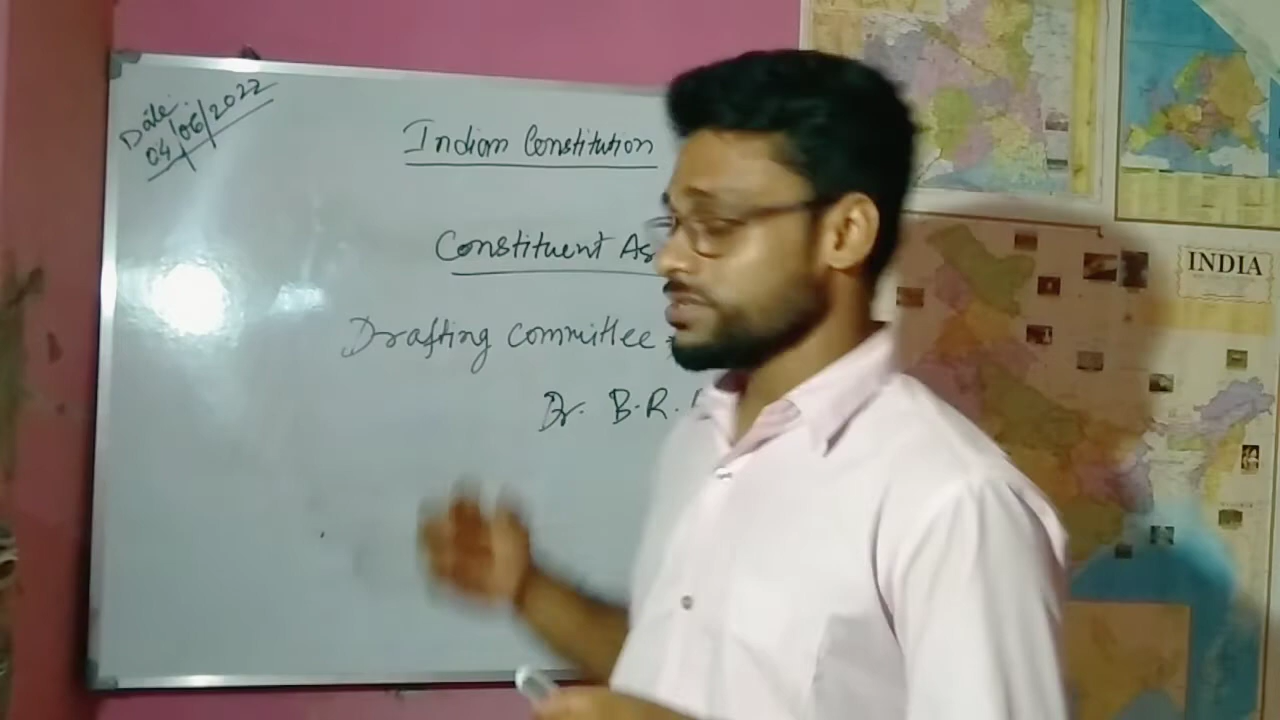 Date:
04/06/2022
Indian Constitution
Constituent As
Drafting Committee
Dr. B.R.
INDIA